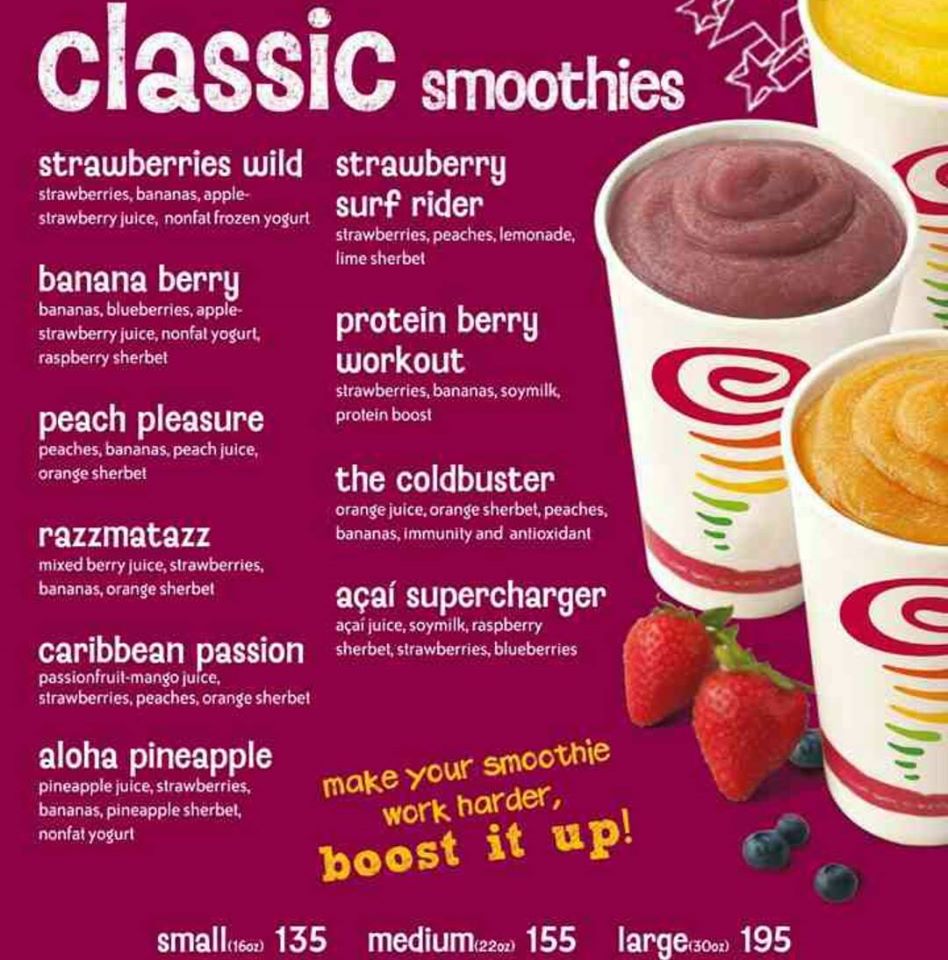 classic smoothies
strawberries wild
strawberries, bananas, apple-
strawberry juice, nonfat frozen yogurt
banana berry
bananas, blueberries, apple-
strawberry juice, nonfat yogurt,
raspberry sherbet
peach pleasure
peaches, bananas, peach juice,
orange sherbet
razzmatazz
mixed berry juice, strawberries,
bananas, orange sherbet
caribbean passion
passionfruit-mango juice,
strawberries, peaches, orange sherbet
aloha pineapple
pineapple juice, strawberries,
bananas, pineapple sherbet,
nonfat yogurt
strawberry
surf rider
strawberries, peaches, lemonade,
lime sherbet
protein berry
workout
strawberries, bananas, soymilk,
protein boost
the coldbuster
orange juice, orange sherbet, peaches,
bananas, immunity and antioxidant
açaí supercharger
açaí juice, soymilk, raspberry
sherbet, strawberries, blueberries
make your smoothie
work harder,
boost it up!
small(16oz) 135 medium(22oz) 155 large(30oz) 195